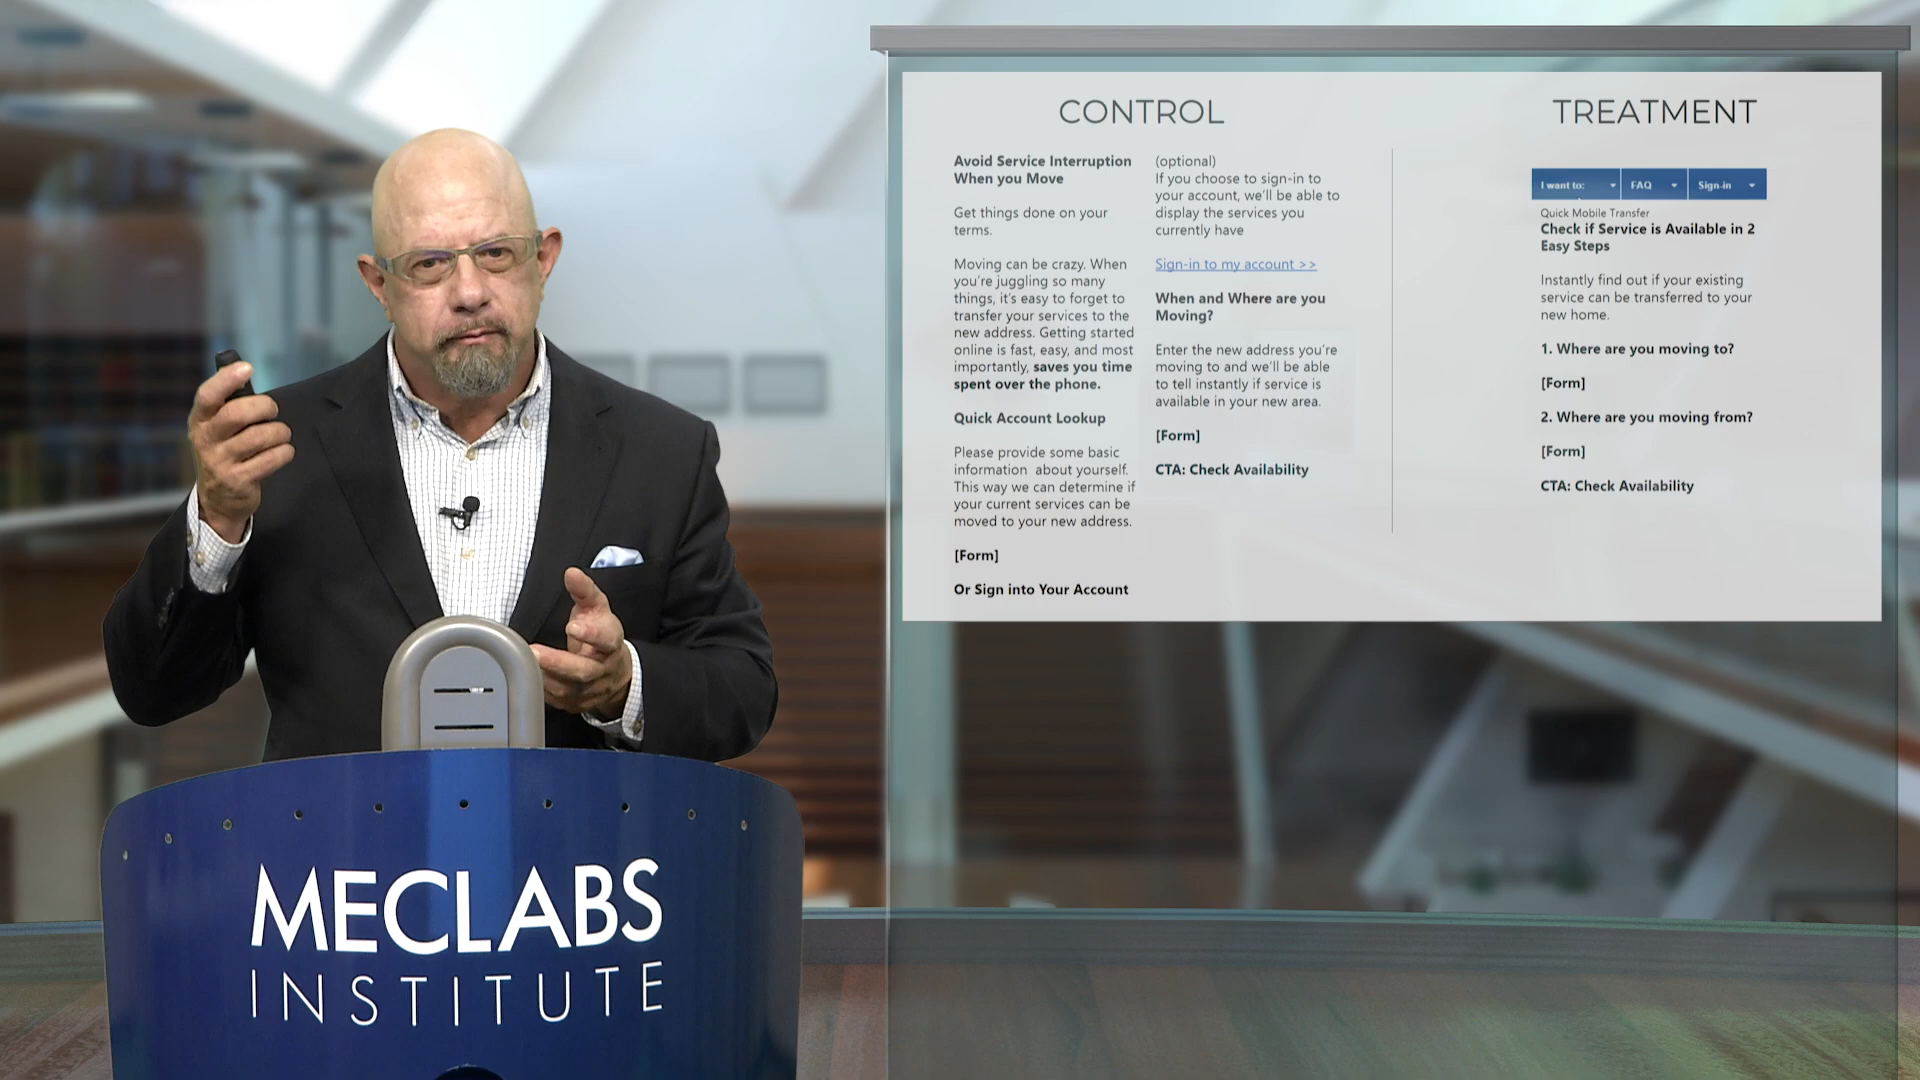 CONTROL
Avoid Service Interruption
When you Move
Get things done on your
terms.
Moving can be crazy. When
you're juggling so many
things, it's easy to forget to
transfer your services to the
new address. Getting started
online is fast, easy, and most
importantly, saves you time
spent over the phone.
Quick Account Lookup
Please provide some basic
information about yourself.
This way we can determine if
your current services can be
moved to your new address.
[Form]
Or Sign into Your Account
(optional)
If you choose to sign-in to
your account, we'll be able to
display the services you
currently have
Sign-in to my account >>
When and Where are you
Moving?
Enter the new address you're
moving to and we'll be able
to tell instantly if service is
available in your new area.
[Form]
CTA: Check Availability
TREATMENT
I want to: FAQ Sign-in
Quick Mobile Transfer
Check if Service is Available in 2
Easy Steps
Instantly find out if your existing
service can be transferred to your
new home.
1. Where are you moving to?
[Form]
2. Where are you moving from?
[Form]
CTA: Check Availability
MECLABS
INSTITUTE